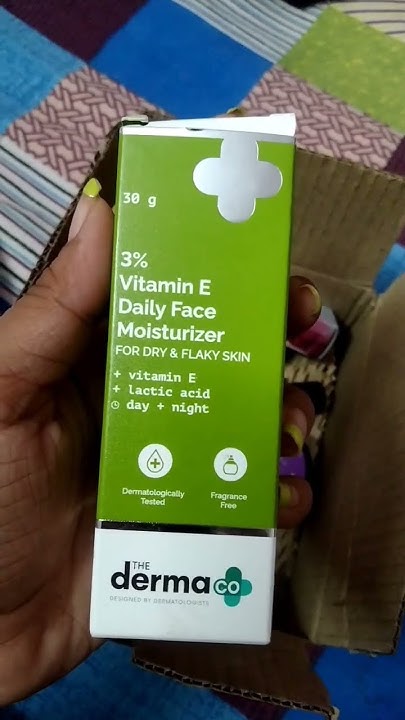 30 g
3%
Vitamin E
Daily Face
Moisturizer
FOR DRY & FLAKY SKIN
+ vitamin E
+ lactic acid
day + night
Dermatologically
Tested
Fragrance
Free
THE
derma co
DESIGNED BY DERMATOLOGISTS